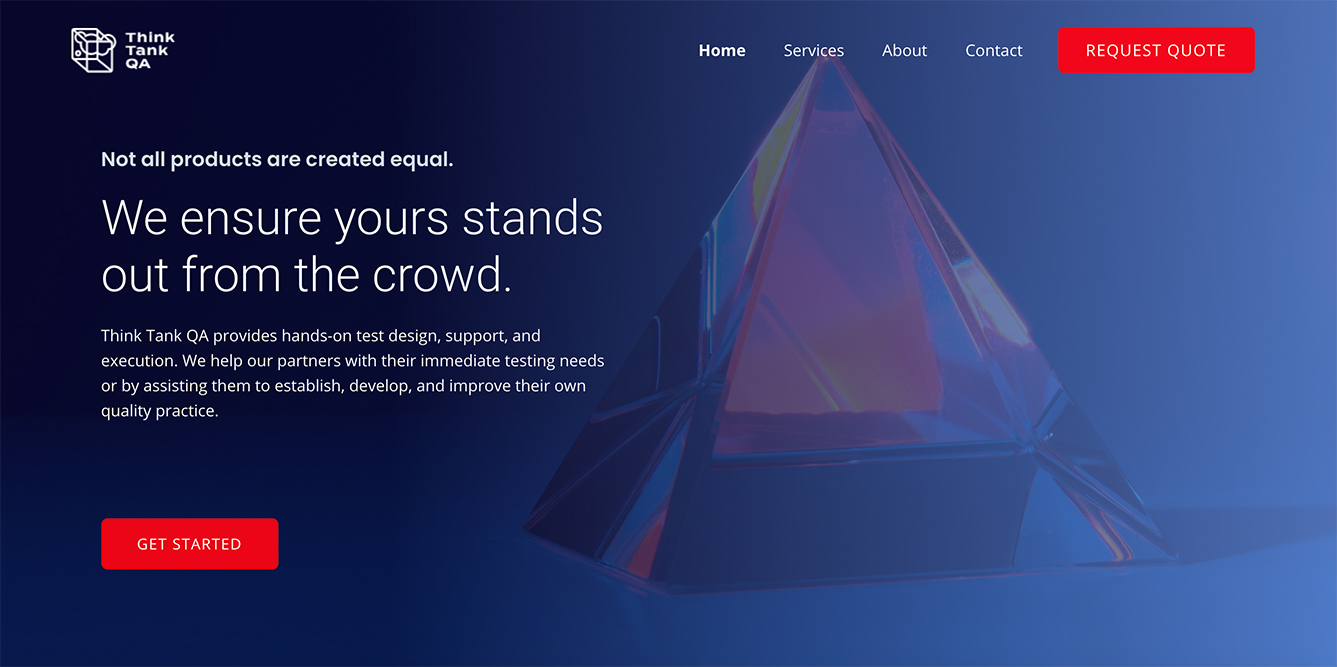 Think
Tank
QA
Home Services About Contact REQUEST QUOTE
Not all products are created equal.
We ensure yours stands
out from the crowd.
Think Tank QA provides hands-on test design, support, and
execution. We help our partners with their immediate testing needs
or by assisting them to establish, develop, and improve their own
quality practice.
GET STARTED